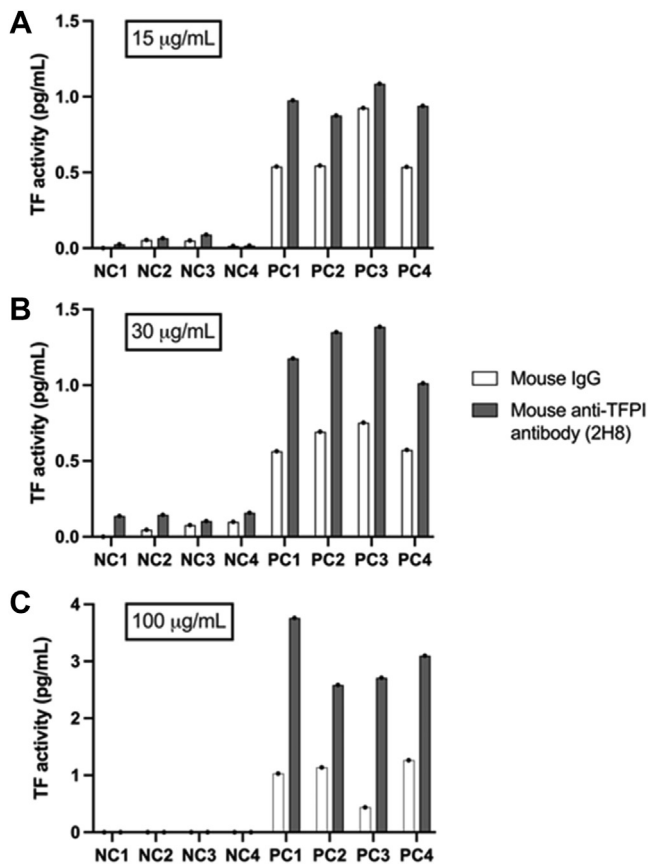 A
15 μg/mL
TF activity (pg/mL)
1.5
1.0
0.5
0.0
NC1 NC2 NC3 NC4 PC1 PC2 PC3 PC4
B
30 μg/mL
TF activity (pg/mL)
1.5
1.0
0.5
0.0
NC1 NC2 NC3 NC4 PC1 PC2 PC3 PC4
Mouse IgG
Mouse anti-TFPI
antibody (2H8)
C
100 μg/mL
TF activity (pg/mL)
4
3
2
1
0
NC1 NC2 NC3 NC4 PC1 PC2 PC3 PC4